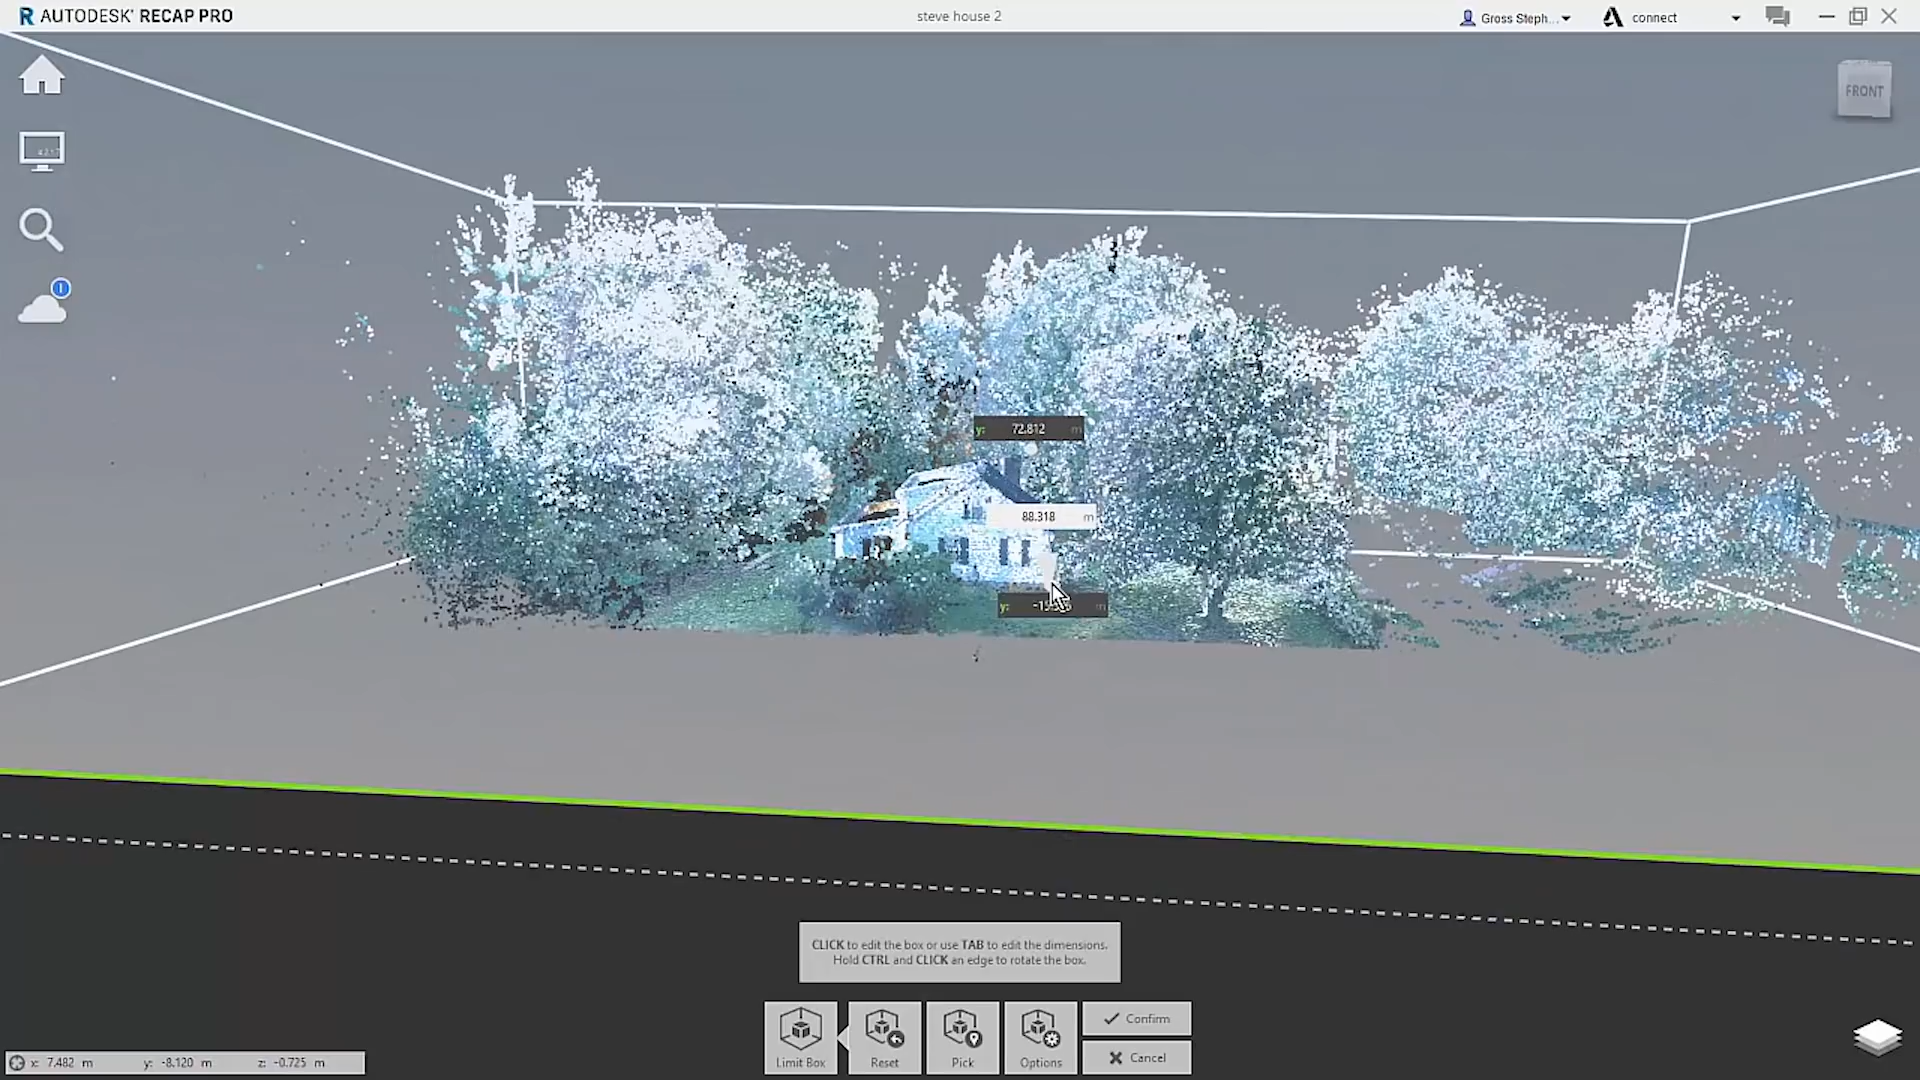 R AUTODESK® RECAP PRO
steve house 2
Gross Steph...
connect
FRONT
y: 72.812 m
88.318 m
y: m
CLICK to edit the box or use TAB to edit the dimensions.
Hold CTRL and CLICK an edge to rotate the box.
Limit Box
Reset
Pick
Options
Confirm
Cancel
x: 7.482 m y: -8.120 m z: -0.725 m